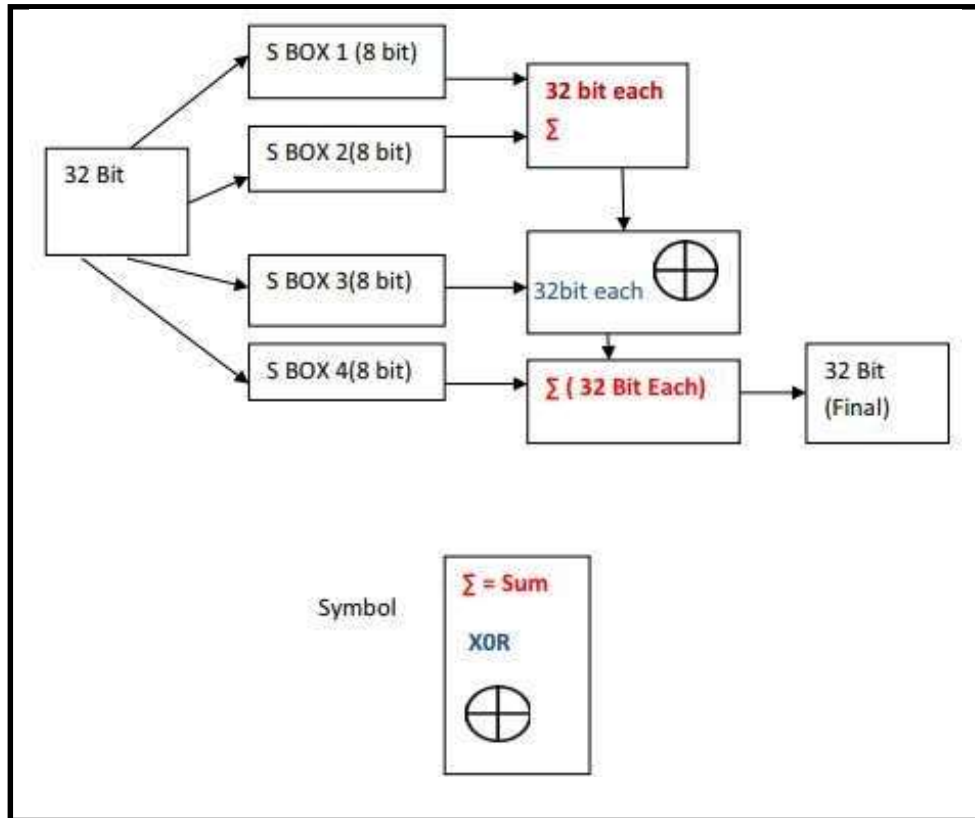 S BOX 1 (8 bit)
32 bit each
∑
S BOX 2(8 bit)
32 Bit
S BOX 3(8 bit)
32bit each
S BOX 4(8 bit)
∑ ( 32 Bit Each)
32 Bit
(Final)
Symbol
∑ = Sum
X0R